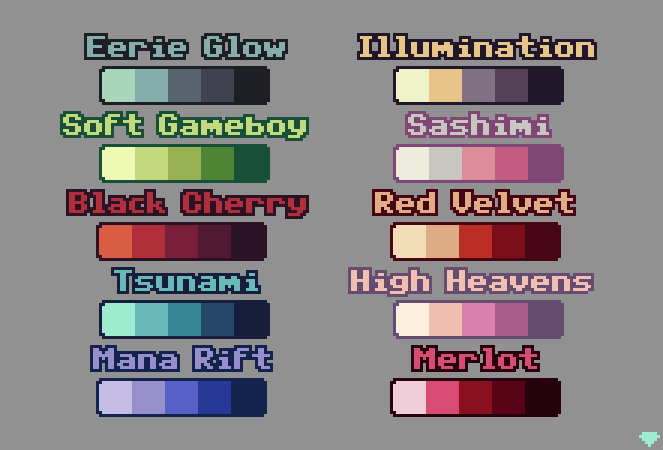 Eerie Glow
Illumination
Soft Gameboy
Sashimi
Black Cherry
Red Velvet
Tsunami
High Heavens
Mana Rift
Merlot